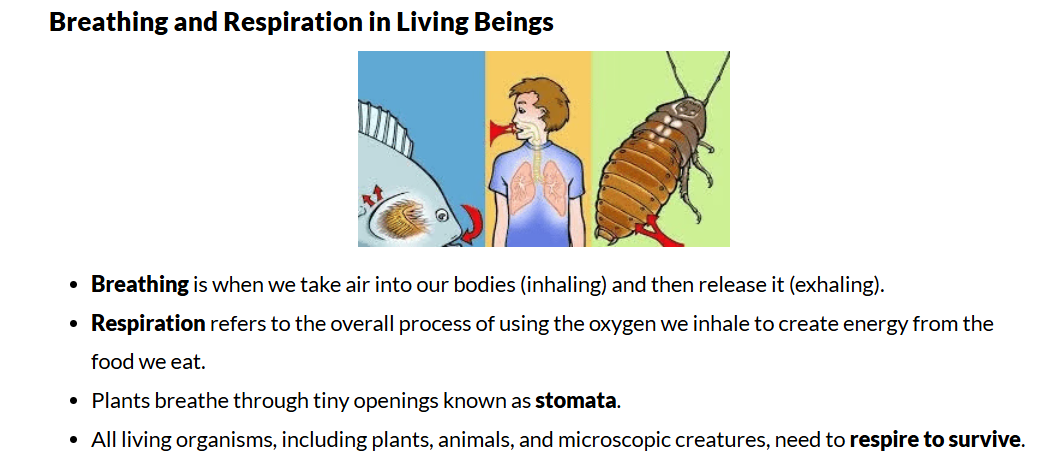 Breathing and Respiration in Living Beings
• Breathing is when we take air into our bodies (inhaling) and then release it (exhaling).
• Respiration refers to the overall process of using the oxygen we inhale to create energy from the
food we eat.
• Plants breathe through tiny openings known as stomata.
• All living organisms, including plants, animals, and microscopic creatures, need to respire to survive.